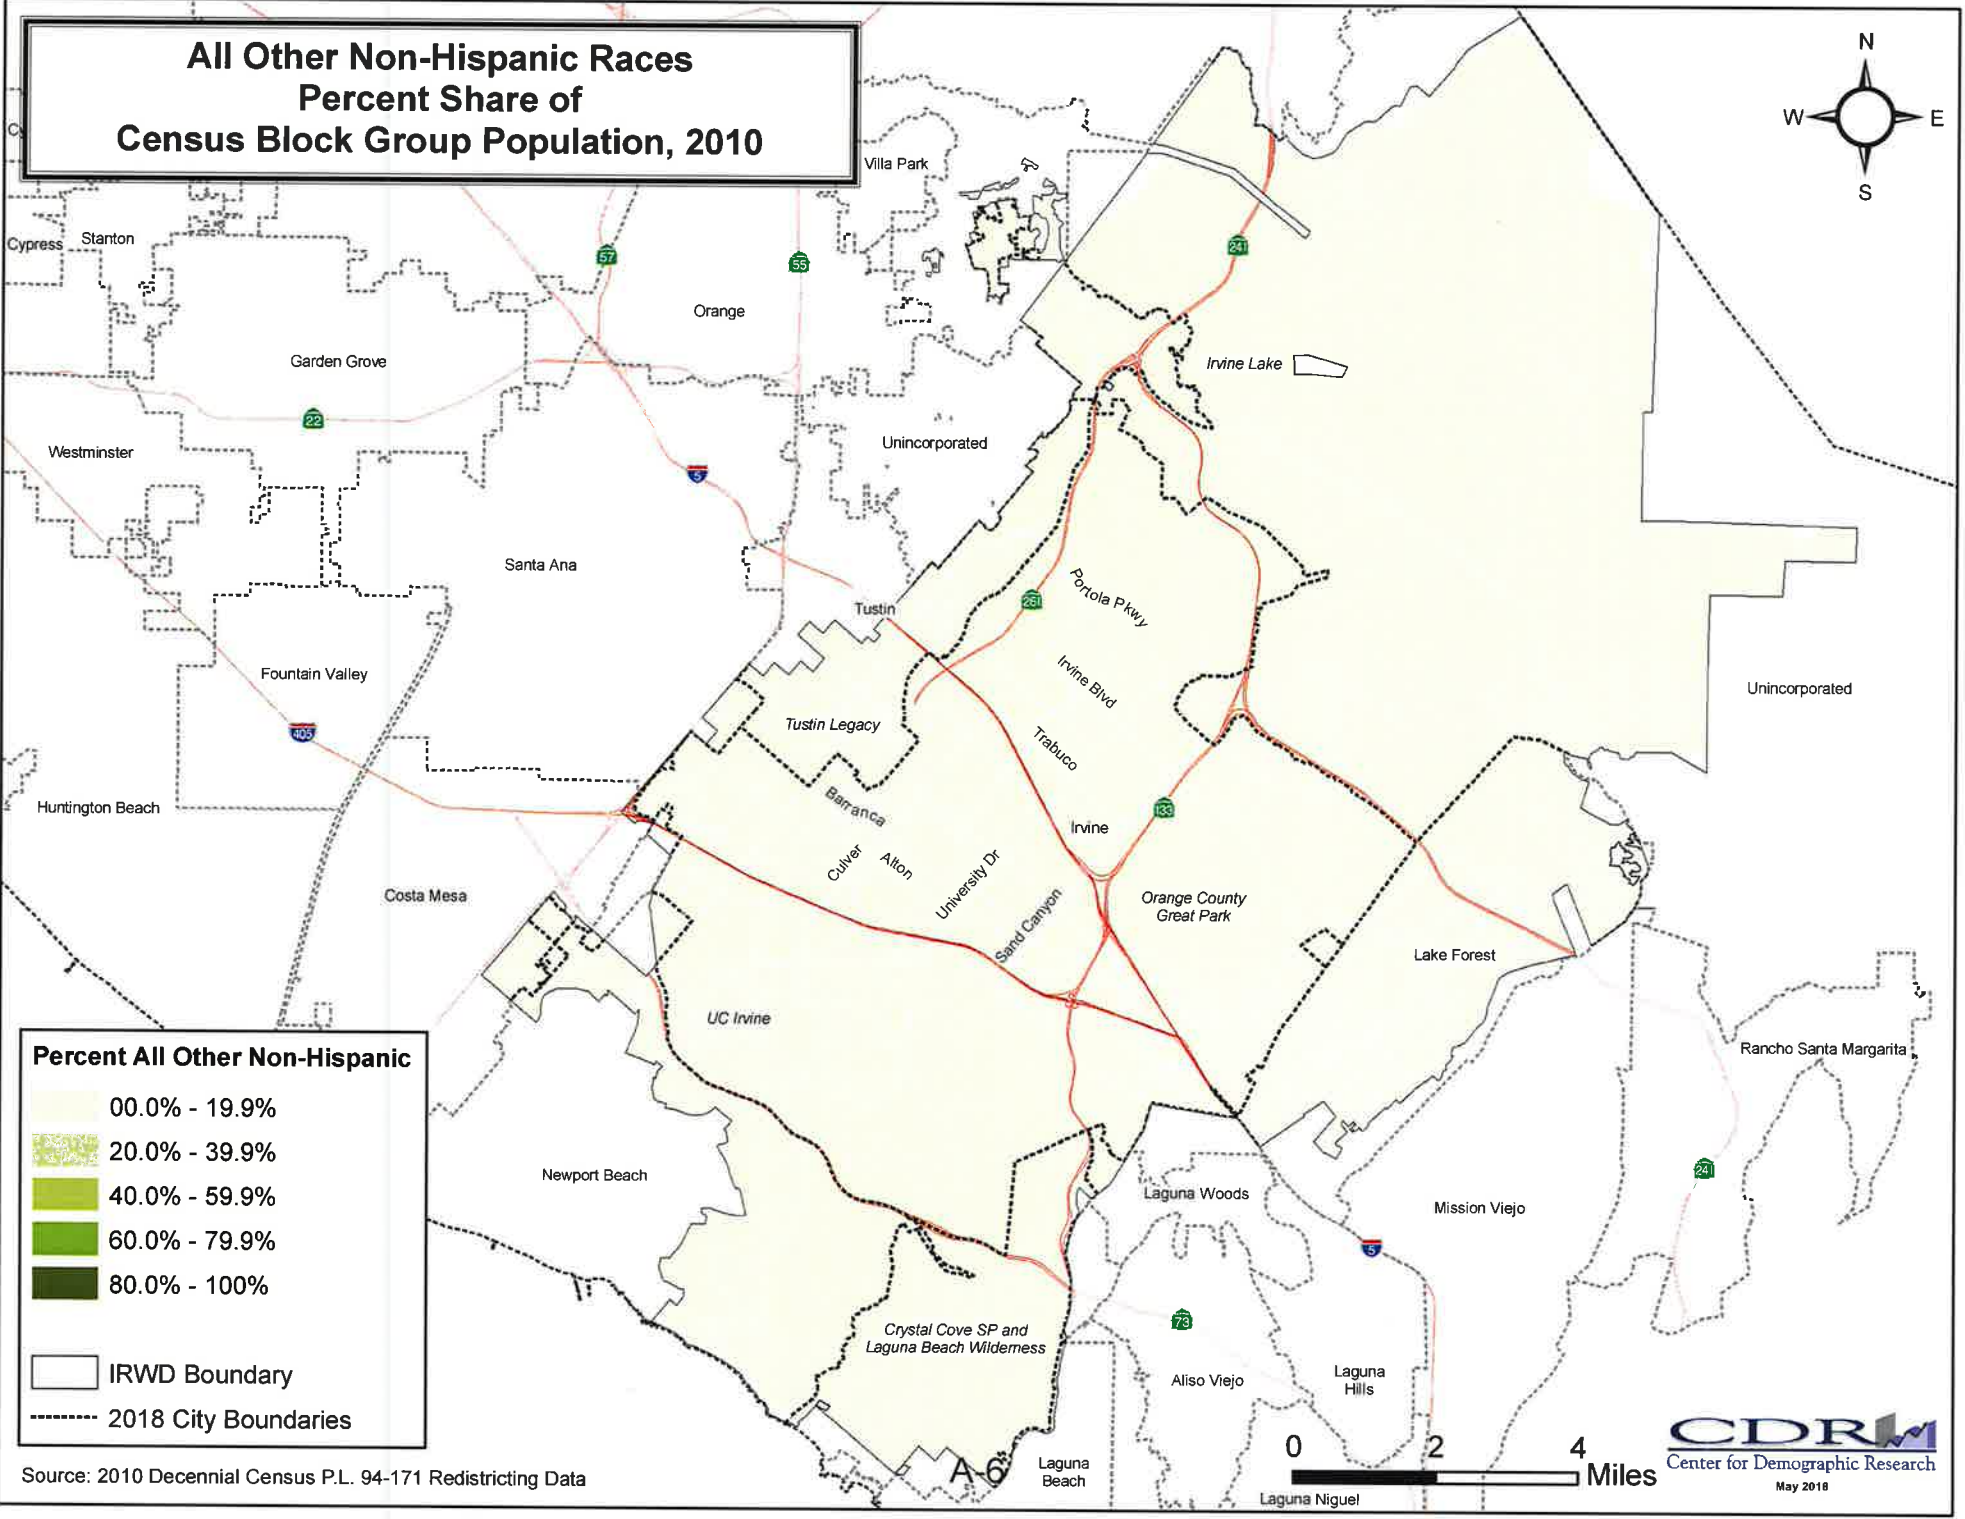 All Other Non-Hispanic Races
Percent Share of
Census Block Group Population, 2010
N
W
E
S
Villa Park
Cypress
Stanton
57
55
241
Orange
Garden Grove
Irvine Lake
22
Westminster
Unincorporated
5
Santa Ana
Portola Pkwy
261
Tustin
Irvine Blvd
Fountain Valley
Unincorporated
Tustin Legacy
405
Trabuco
Huntington Beach
Barranca
133
Irvine
Culver
Alton
University Dr
Costa Mesa
Orange County
Great Park
Sand Canyon
Lake Forest
UC Irvine
Rancho Santa Margarita
Percent All Other Non-Hispanic
00.0% - 19.9%
20.0% - 39.9%
40.0% - 59.9%
60.0% - 79.9%
80.0% - 100%
IRWD Boundary
2018 City Boundaries
Newport Beach
Laguna Woods
241
Mission Viejo
5
73
Crystal Cove SP and
Laguna Beach Wilderness
Aliso Viejo
Laguna
Hills
A-6
Laguna
Beach
0 2 4
Miles
Laguna Niguel
CDR
Center for Demographic Research
May 2018
Source: 2010 Decennial Census P.L. 94-171 Redistricting Data